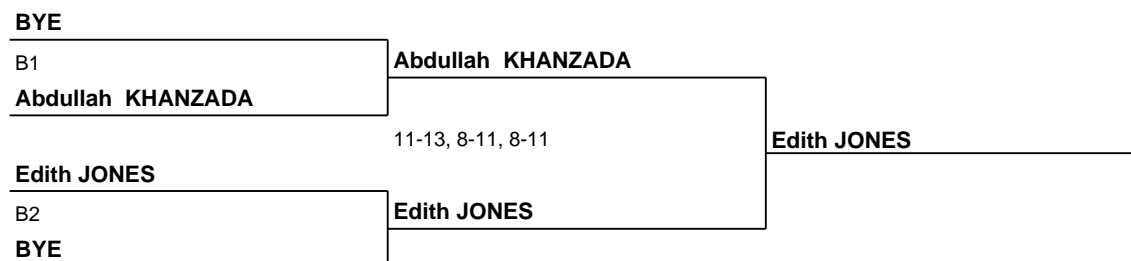 BYE
B1
Abdullah KHANZADA
Abdullah KHANZADA
11-13, 8-11, 8-11
Edith JONES
Edith JONES
B2
Edith JONES
BYE